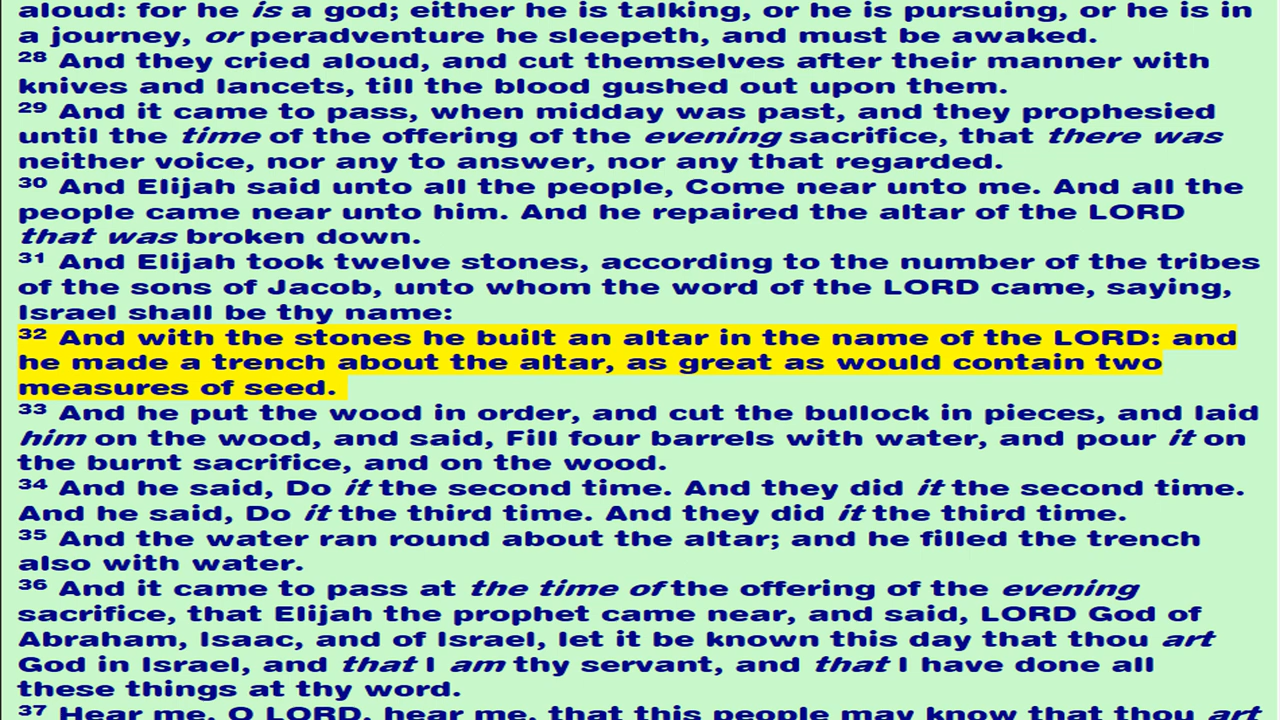 aloud: for he is a god; either he is talking, or he is pursuing, or he is in
a journey, or peradventure he sleepeth, and must be awaked.
28 And they cried aloud, and cut themselves after their manner with
knives and lancets, till the blood gushed out upon them.
29 And it came to pass, when midday was past, and they prophesied
until the time of the offering of the evening sacrifice, that there was
neither voice, nor any to answer, nor any that regarded.
30 And Elijah said unto all the people, Come near unto me. And all the
people came near unto him. And he repaired the altar of the LORD
that was broken down.
31 And Elijah took twelve stones, according to the number of the tribes
of the sons of Jacob, unto whom the word of the LORD came, saying,
Israel shall be thy name:
32 And with the stones he built an altar in the name of the LORD: and
he made a trench about the altar, as great as would contain two
measures of seed.
33 And he put the wood in order, and cut the bullock in pieces, and laid
him on the wood, and said, Fill four barrels with water, and pour it on
the burnt sacrifice, and on the wood.
34 And he said, Do it the second time. And they did it the second time.
And he said, Do it the third time. And they did it the third time.
35 And the water ran round about the altar; and he filled the trench
also with water.
36 And it came to pass at the time of the offering of the evening
sacrifice, that Elijah the prophet came near, and said, LORD God of
Abraham, Isaac, and of Israel, let it be known this day that thou art
God in Israel, and that I am thy servant, and that I have done all
these things at thy word.
37 Hear me, O LORD, hear me, that this people may know that thou art